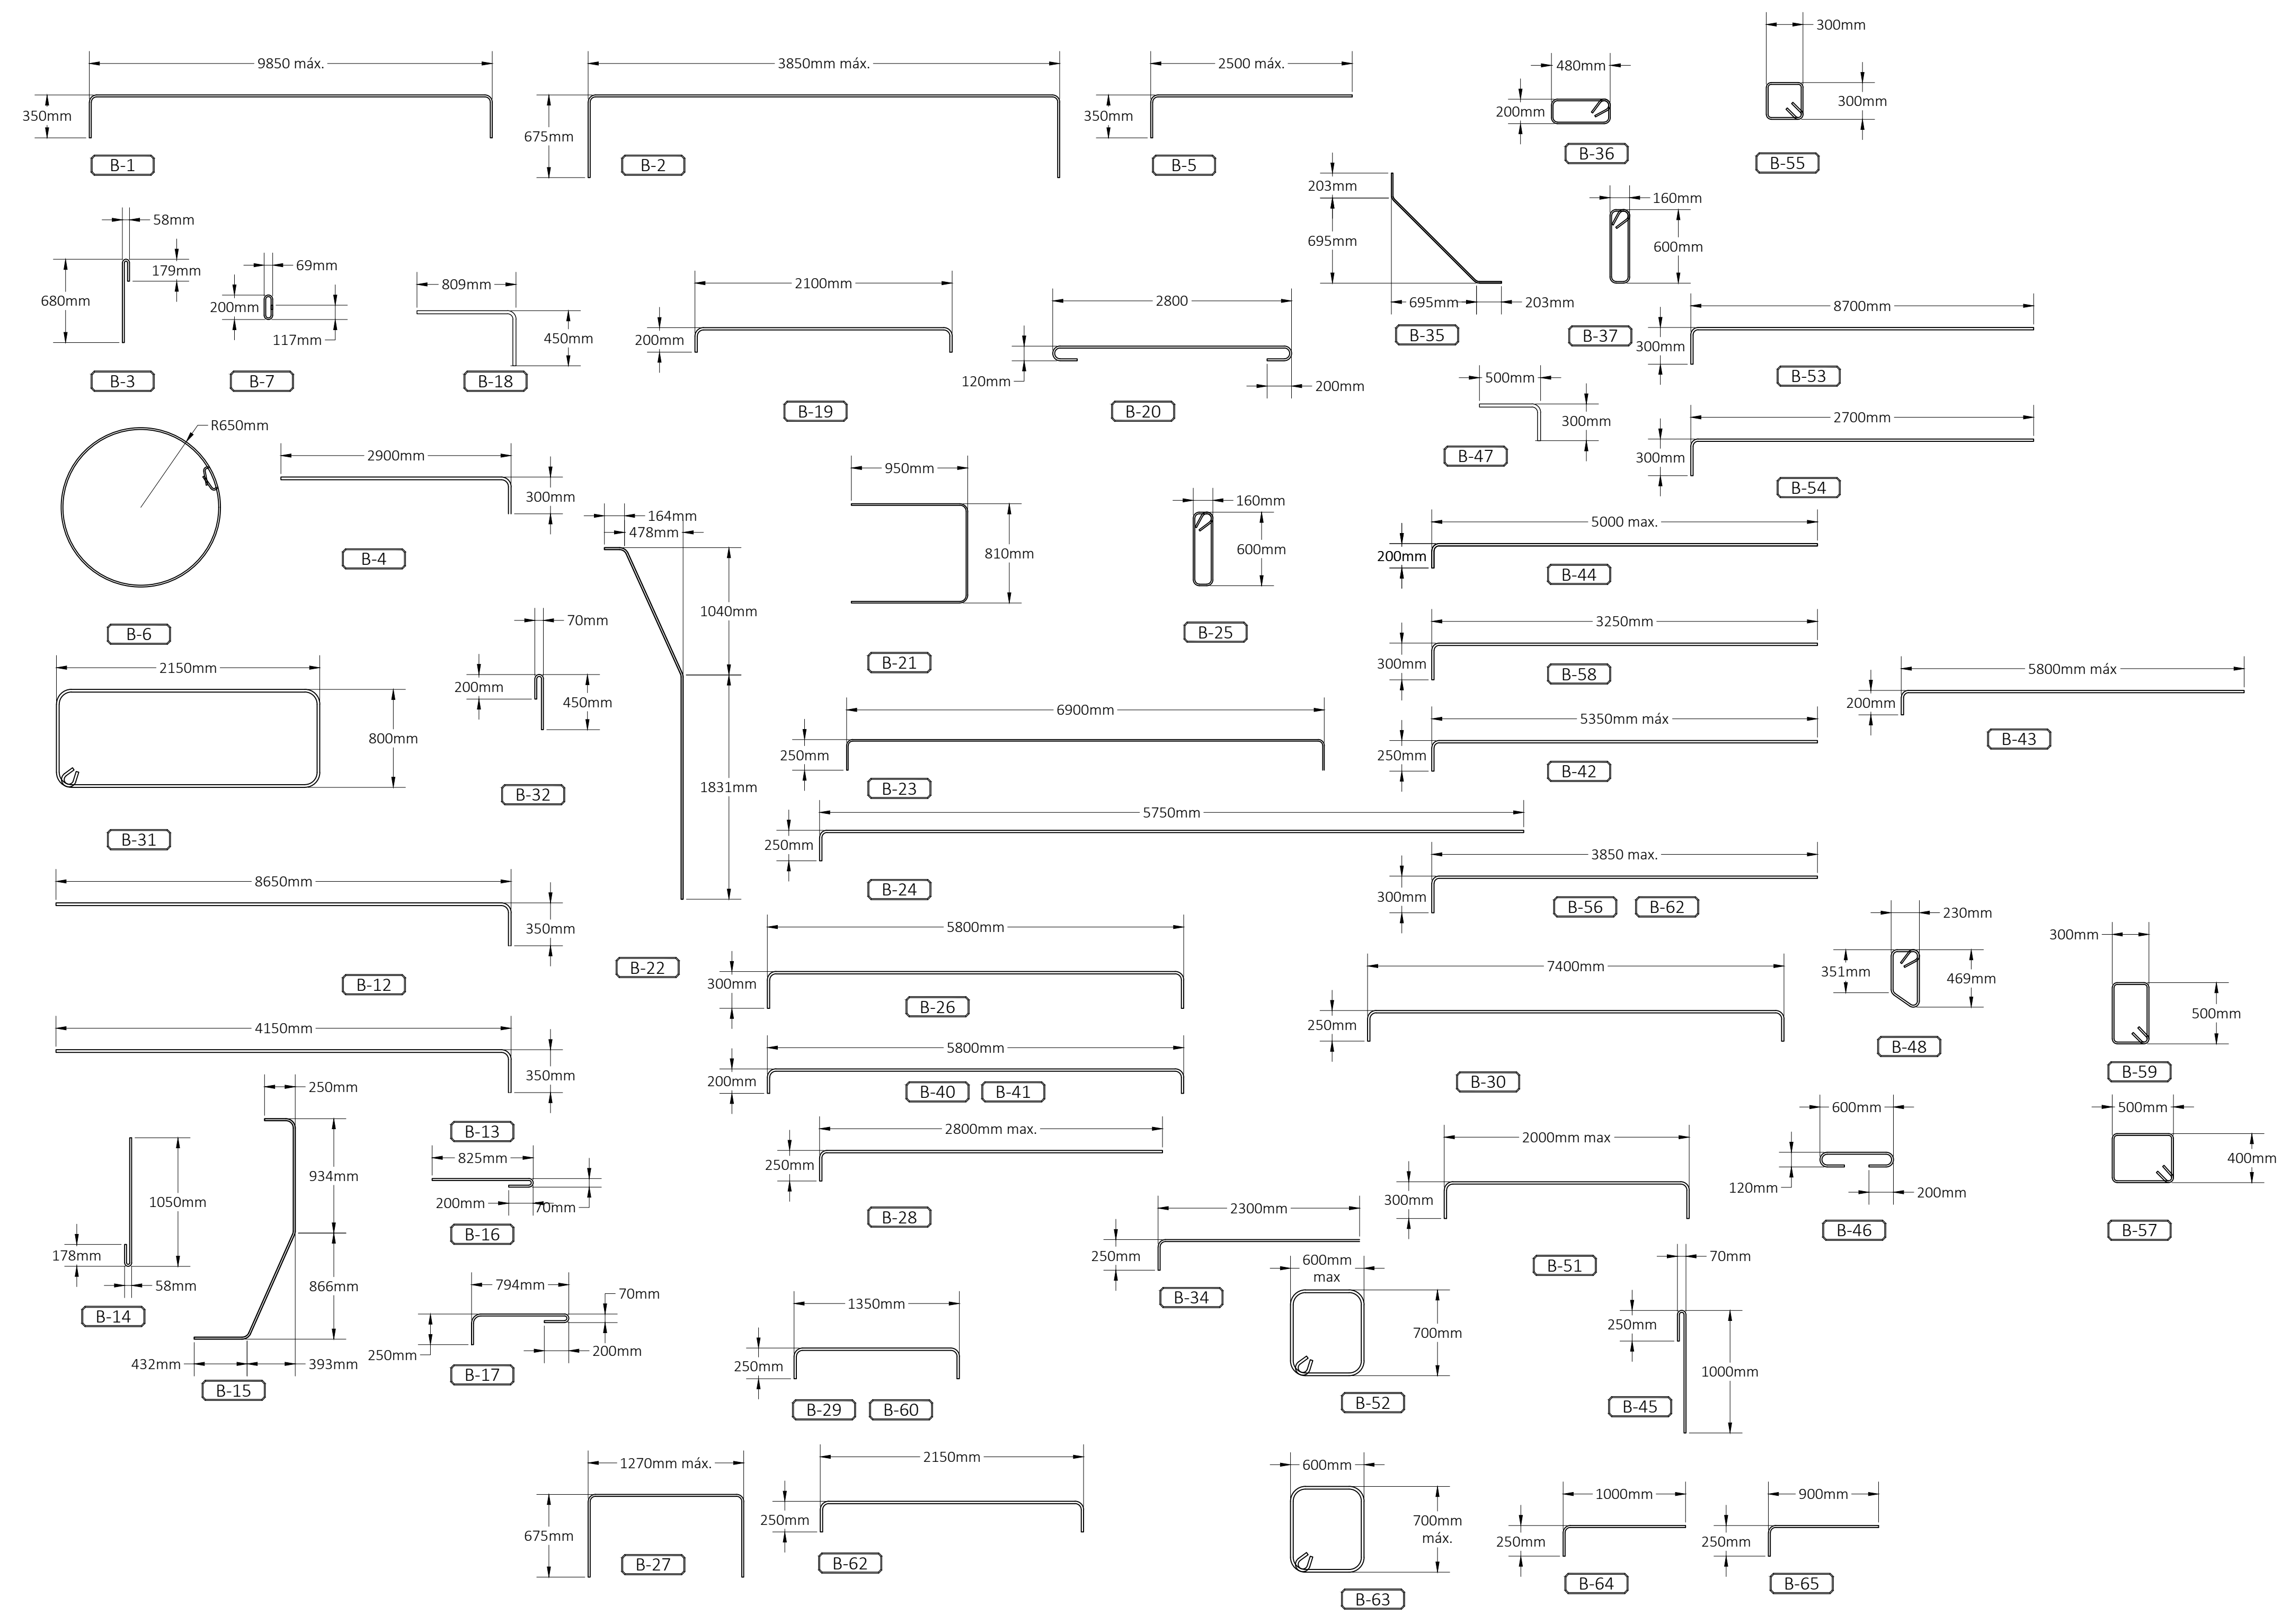 9850 máx.
350mm
B-1
3850mm máx.
675mm
B-2
2500 máx.
350mm
B-5
480mm
200mm
B-36
300mm
300mm
B-55
58mm
179mm
680mm
B-3
69mm
200mm
117mm
B-7
809mm
450mm
B-18
2100mm
200mm
B-19
2800
120mm
200mm
B-20
203mm
695mm
695mm
203mm
B-35
160mm
600mm
B-37
8700mm
300mm
B-53
500mm
300mm
B-47
2700mm
300mm
B-54
R650mm
B-6
2900mm
300mm
B-4
164mm
478mm
1040mm
1831mm
B-22
950mm
810mm
B-21
160mm
600mm
B-25
5000 max.
200mm
B-44
3250mm
300mm
B-58
5350mm máx
250mm
B-42
5800mm máx
200mm
B-43
2150mm
800mm
B-31
70mm
200mm
450mm
B-32
6900mm
250mm
B-23
5750mm
250mm
B-24
3850 max.
300mm
B-56
B-62
8650mm
350mm
B-12
5800mm
300mm
B-26
7400mm
250mm
B-30
230mm
351mm
469mm
B-48
300mm
500mm
B-59
4150mm
350mm
B-13
5800mm
200mm
B-40
B-41
1050mm
178mm
58mm
B-14
250mm
934mm
866mm
432mm
393mm
B-15
825mm
200mm
70mm
B-16
794mm
70mm
250mm
200mm
B-17
2800mm max.
250mm
B-28
2000mm max
300mm
B-51
600mm
120mm
200mm
B-46
500mm
400mm
B-57
2300mm
250mm
B-34
600mm
max
700mm
B-52
70mm
250mm
1000mm
B-45
1350mm
250mm
B-29
B-60
1270mm máx.
675mm
B-27
2150mm
250mm
B-62
600mm
700mm
máx.
B-63
1000mm
250mm
B-64
900mm
250mm
B-65